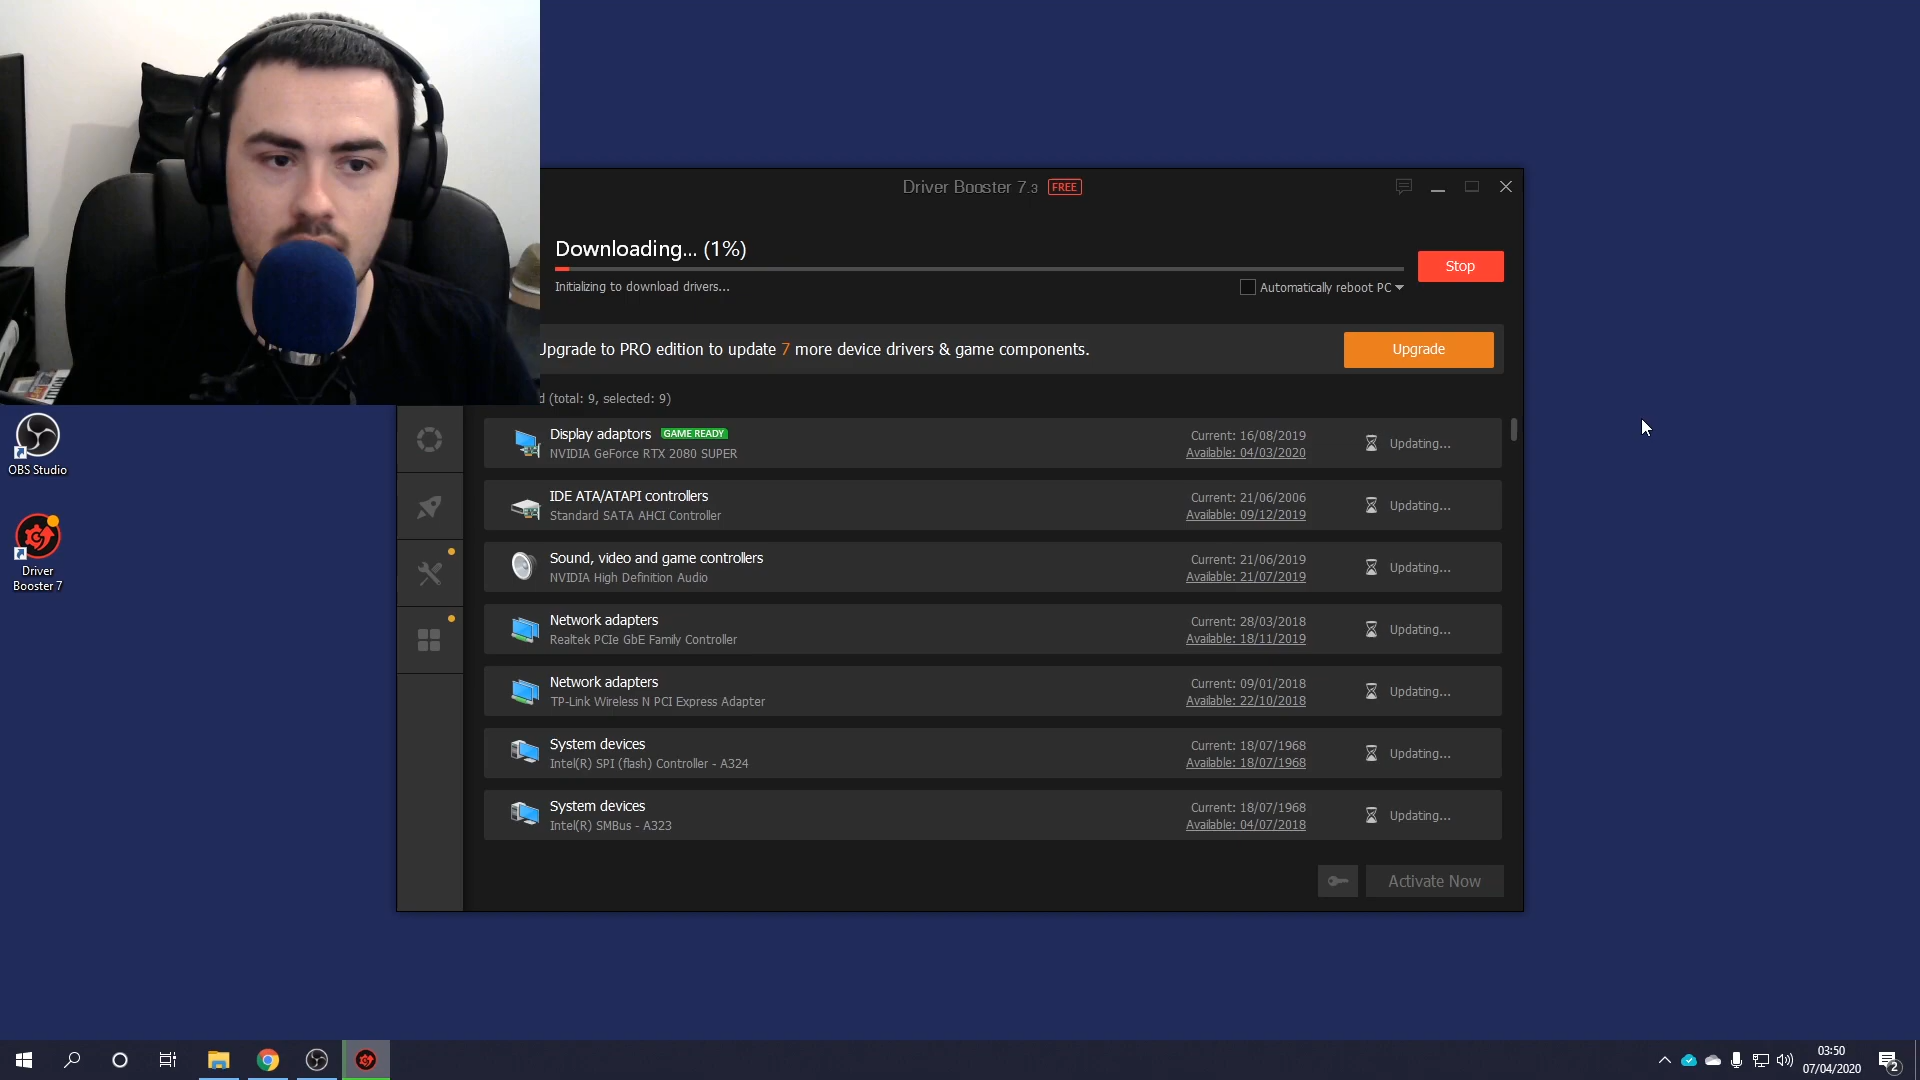 Driver Booster 7.3 FREE
Downloading... (1%)
Stop
Initializing to download drivers...
Automatically reboot PC
Upgrade to PRO edition to update 7 more device drivers & game components.
Upgrade
(total: 9, selected: 9)
Display adaptors GAME READY
NVIDIA GeForce RTX 2080 SUPER
Current: 16/08/2019
Available: 04/03/2020
Updating...
IDE ATA/ATAPI controllers
Standard SATA AHCI Controller
Current: 21/06/2006
Available: 09/12/2019
Updating...
Sound, video and game controllers
NVIDIA High Definition Audio
Current: 21/06/2019
Available: 21/07/2019
Updating...
Network adapters
Realtek PCIe GbE Family Controller
Current: 28/03/2018
Available: 18/11/2019
Updating...
Network adapters
TP-Link Wireless N PCI Express Adapter
Current: 09/01/2018
Available: 22/10/2018
Updating...
System devices
Intel(R) SPI (flash) Controller - A324
Current: 18/07/1968
Available: 18/07/1968
Updating...
System devices
Intel(R) SMBus - A323
Current: 18/07/1968
Available: 04/07/2018
Updating...
Activate Now
OBS Studio
Driver
Booster 7
03:50
07/04/2020
2